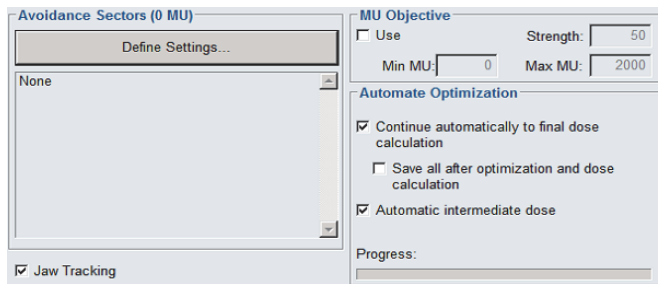 Avoidance Sectors (0 MU)
Define Settings...
None
Jaw Tracking
MU Objective
Use Strength: 50
Min MU: 0 Max MU: 2000
Automate Optimization
Continue automatically to final dose
calculation
Save all after optimization and dose
calculation
Automatic intermediate dose
Progress: